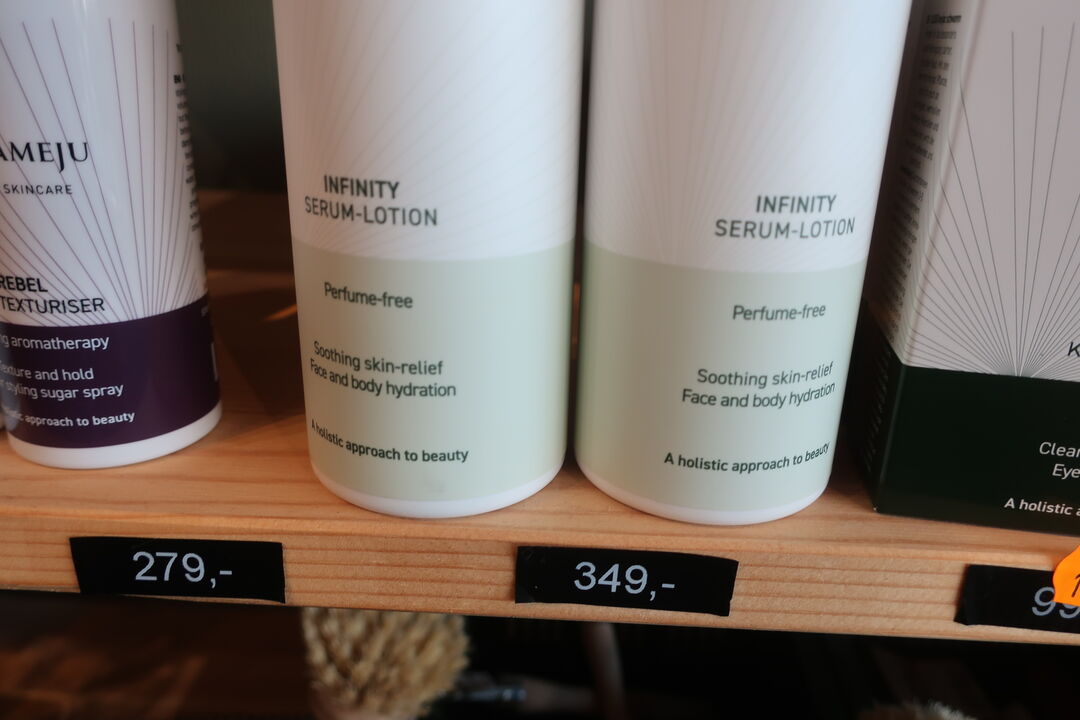 AMEJU
SKINCARE
REBEL
TEXTURISER
aromatherapy
and hold
styling sugar spray
approach to beauty
INFINITY
SERUM-LOTION
Perfume-free
Soothing skin-relief
Face and body hydration
A holistic approach to beauty
INFINITY
SERUM-LOTION
Perfume-free
Soothing skin-relief
Face and body hydration
A holistic approach to beauty
K
Clean
Eye
A holistic
279,-
349,-